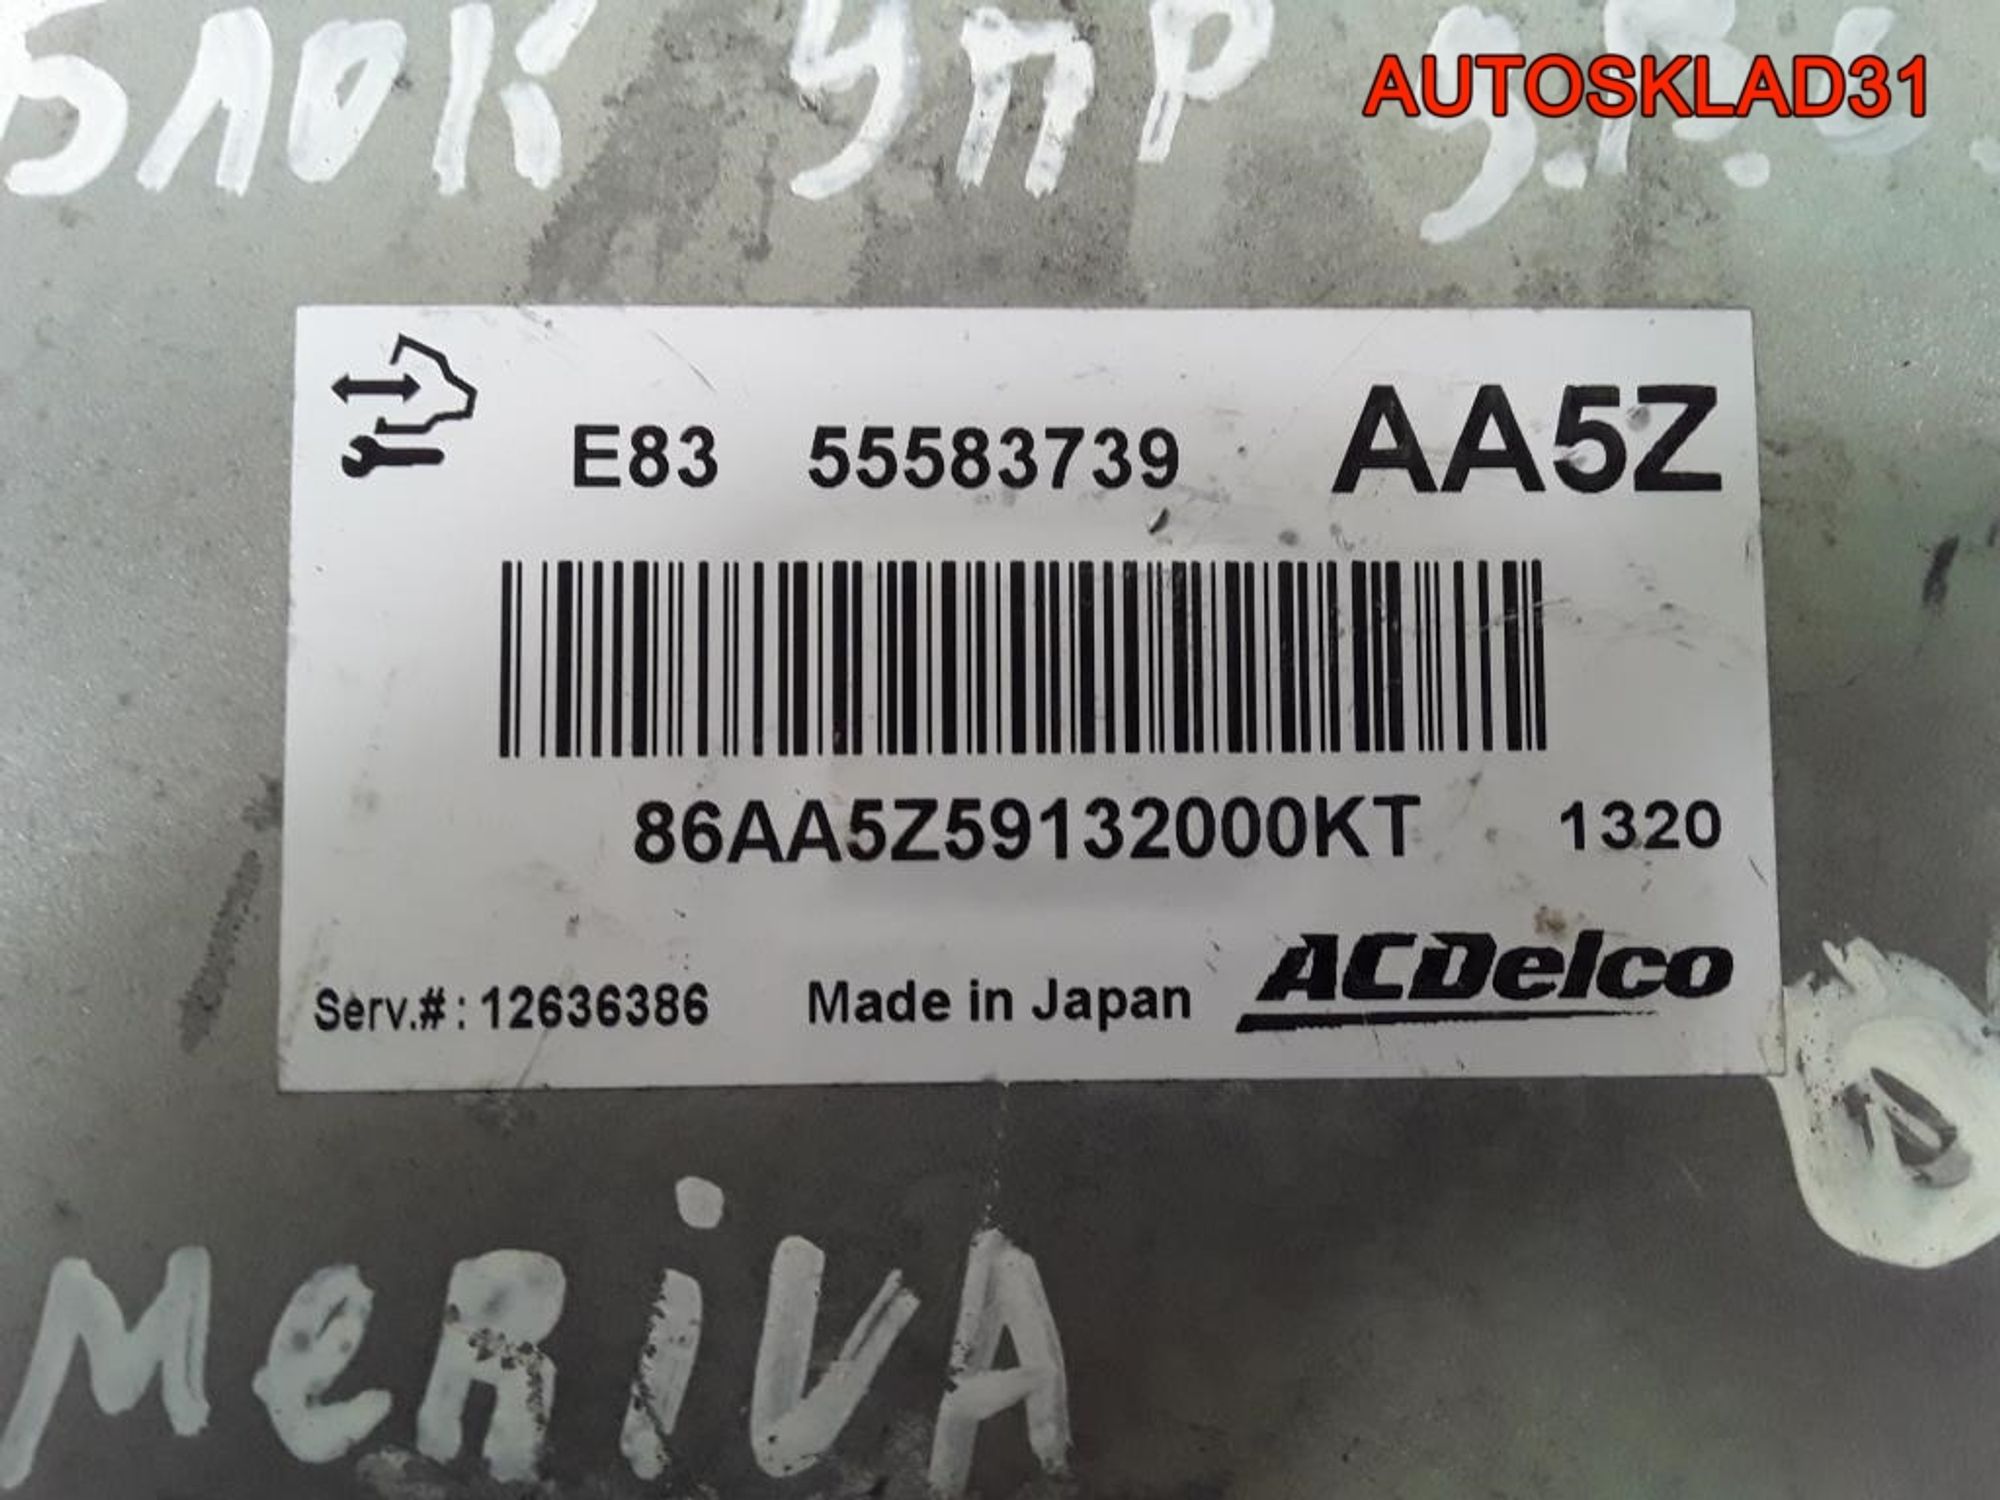 БЛОК УПР Д.В.С.
AUTOSKLAD31
E83 55583739 AA5Z
86AA5Z59132000KT 1320
Serv.#: 12636386 Made in Japan ACDelco
MERiVA